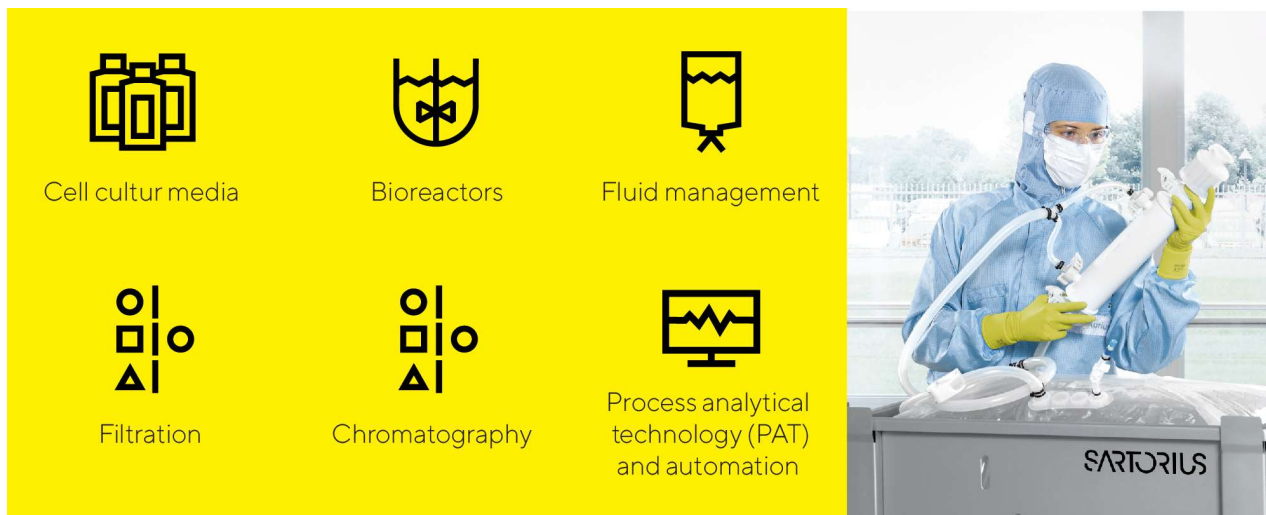 Cell cultur media
Bioreactors
Fluid management
Filtration
Chromatography
Process analytical
technology (PAT)
and automation
SARTORIUS